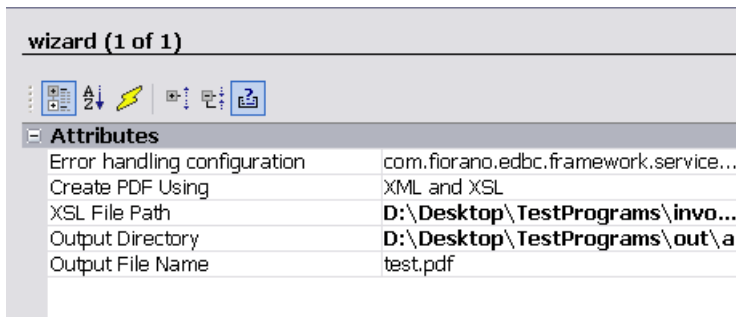 wizard (1 of 1)
Attributes
Error handling configuration com.fiorano.edbc.framework.service...
Create PDF Using XML and XSL
XSL File Path D:\Desktop\TestPrograms\invo...
Output Directory D:\Desktop\TestPrograms\out\a
Output File Name test.pdf